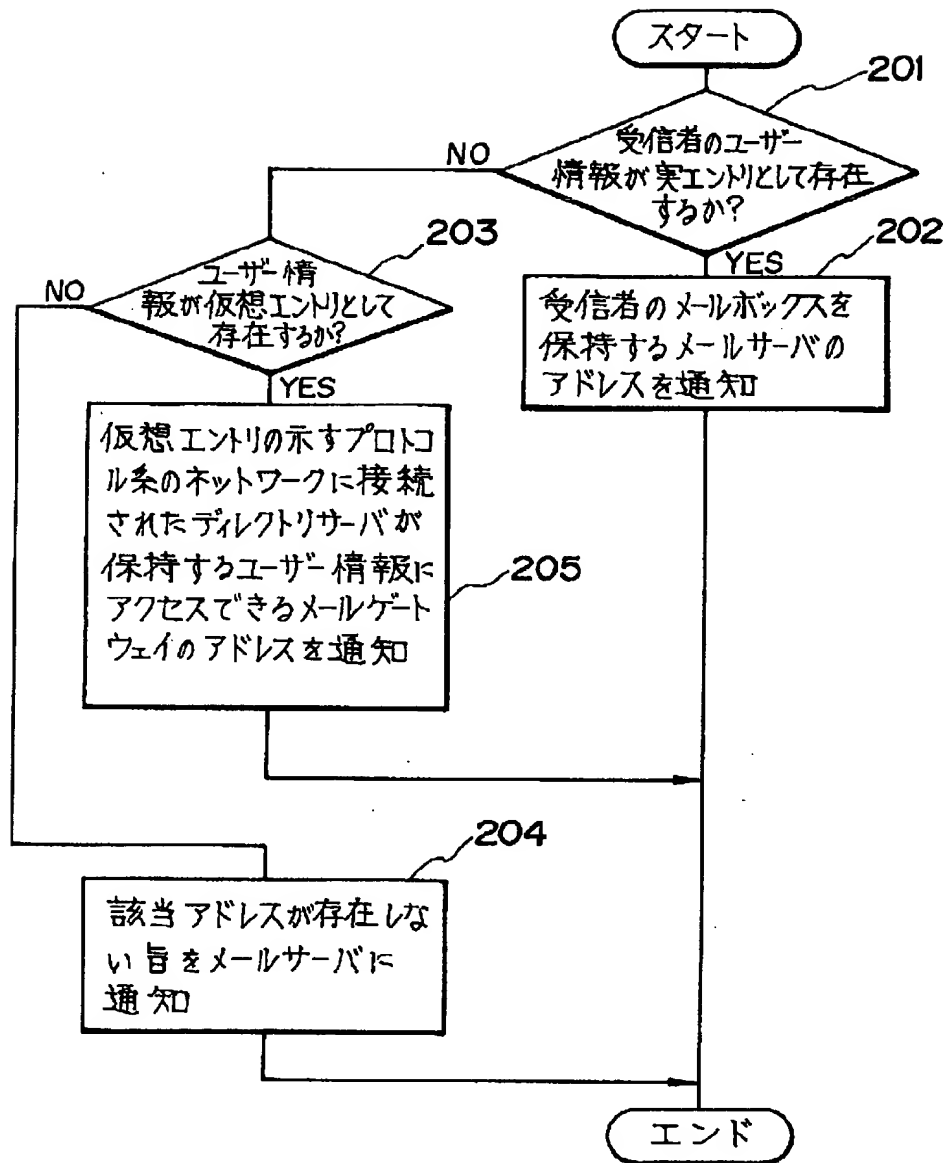 スタート
201
受信者のユーザー
情報が実エントリとして存在
するか?
NO
YES
202
受信者のメールボックスを
保持するメールサーバの
アドレスを通知
203
ユーザー情
報が仮想エントリとして
存在するか?
NO
YES
仮想エントリの示すプロトコ
ル系のネットワークに接続
されたディレクトリサーバが
保持するユーザー情報に
アクセスできるメールゲート
ウェイのアドレスを通知
205
204
該当アドレスが存在しな
い旨をメールサーバに
通知
エンド